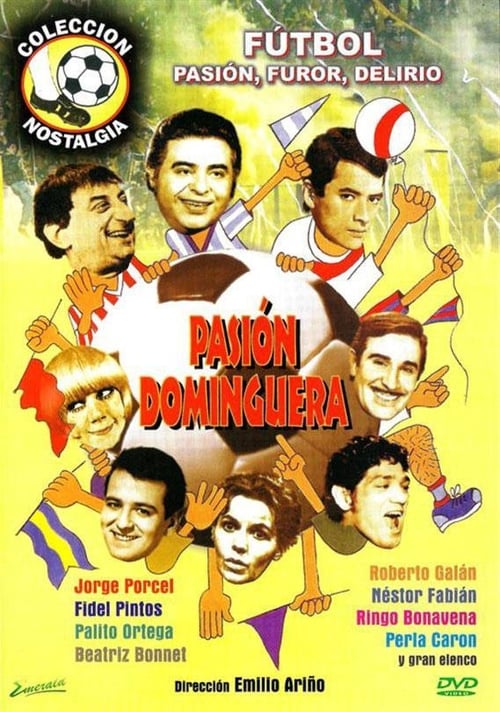 COLECCION
NOSTALGIA
FÚTBOL
PASIÓN, FUROR, DELIRIO
PASIÓN
DOMINGUERA
Jorge Porcel
Fidel Pintos
Palito Ortega
Beatriz Bonnet
Roberto Galán
Néstor Fabián
Ringo Bonavena
Perla Caron
y gran elenco
Emerald
Dirección Emilio Ariño
DVD
VIDEO